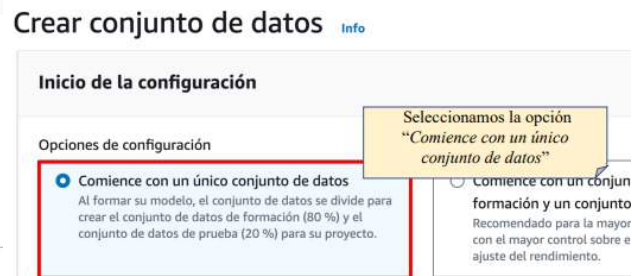 Crear conjunto de datos Info
Inicio de la configuración
Seleccionamos la opción
“Comience con un único
conjunto de datos”
Opciones de configuración
Comience con un único conjunto de datos
Al formar su modelo, el conjunto de datos se divide para
crear el conjunto de datos de formación (80 %) y el
conjunto de datos de prueba (20 %) para su proyecto.
Comience con un
formación y un conjunto
Recomendado para la mayor
con el mayor control sobre
ajuste del rendimiento.